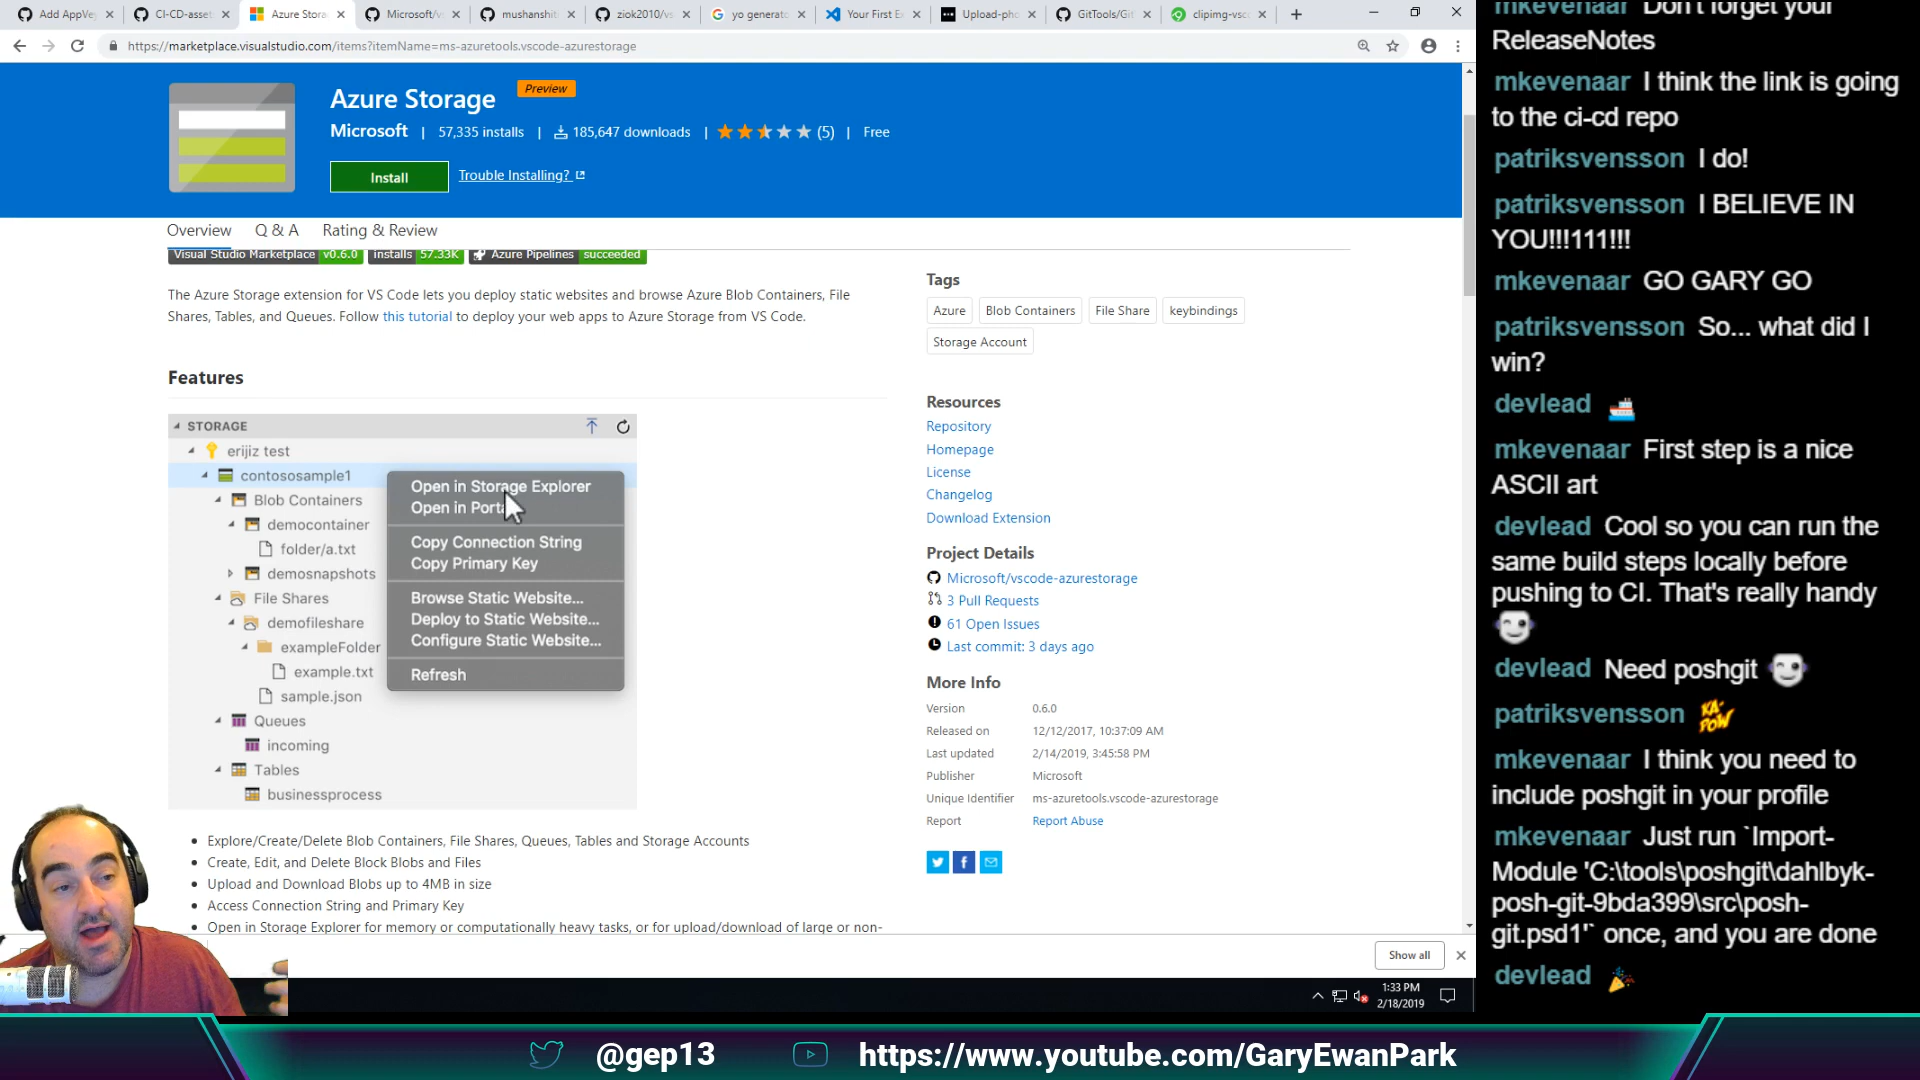 Add AppVey
CI-CD-asset
Azure Stora
Microsoft/v
mushanshit
ziok2010/vs
yo generato
Your First E
Upload-pho
GitTools/Git
clipimg-vsc
https://marketplace.visualstudio.com/items?itemName=ms-azuretools.vscode-azurestorage
Azure Storage Preview
Microsoft | 57,335 installs | 185,647 downloads | (5) | Free
Install Trouble Installing?
Overview Q & A Rating & Review
Visual Studio Marketplace v0.6.0 Installs 57.33K Azure Pipelines succeeded
The Azure Storage extension for VS Code lets you deploy static websites and browse Azure Blob Containers, File
Shares, Tables, and Queues. Follow this tutorial to deploy your web apps to Azure Storage from VS Code.
Features
STORAGE
erijiz test
contososample1
Blob Containers
democontainer
folder/a.txt
demosnapshots
File Shares
demofileshare
exampleFolder
example.txt
sample.json
Queues
incoming
Tables
businessprocess
Open in Storage Explorer
Open in Porta
Copy Connection String
Copy Primary Key
Browse Static Website...
Deploy to Static Website...
Configure Static Website...
Refresh
Explore/Create/Delete Blob Containers, File Shares, Queues, Tables and Storage Accounts
Create, Edit, and Delete Block Blobs and Files
Upload and Download Blobs up to 4MB in size
Access Connection String and Primary Key
Open in Storage Explorer for memory or computationally heavy tasks, or for upload/download of large or non-
Tags
Azure Blob Containers File Share keybindings
Storage Account
Resources
Repository
Homepage
License
Changelog
Download Extension
Project Details
Microsoft/vscode-azurestorage
3 Pull Requests
61 Open Issues
Last commit: 3 days ago
More Info
Version 0.6.0
Released on 12/12/2017, 10:37:09 AM
Last updated 2/14/2019, 3:45:58 PM
Publisher Microsoft
Unique Identifier ms-azuretools.vscode-azurestorage
Report Report Abuse
Show all
1:33 PM
2/18/2019
mkevenaar Don't forget your
ReleaseNotes
mkevenaar I think the link is going
to the ci-cd repo
patriksvensson I do!
patriksvensson I BELIEVE IN
YOU!!!111!!!
mkevenaar GO GARY GO
patriksvensson So... what did I
win?
devlead
mkevenaar First step is a nice
ASCII art
devlead Cool so you can run the
same build steps locally before
pushing to CI. That's really handy
devlead Need poshgit
patriksvensson KA-POW
mkevenaar I think you need to
include poshgit in your profile
mkevenaar Just run `Import-
Module 'C:\tools\poshgit\dahlbyk-
posh-git-9bda399\src\posh-
git.psd1'` once, and you are done
devlead
@gep13 https://www.youtube.com/GaryEwanPark